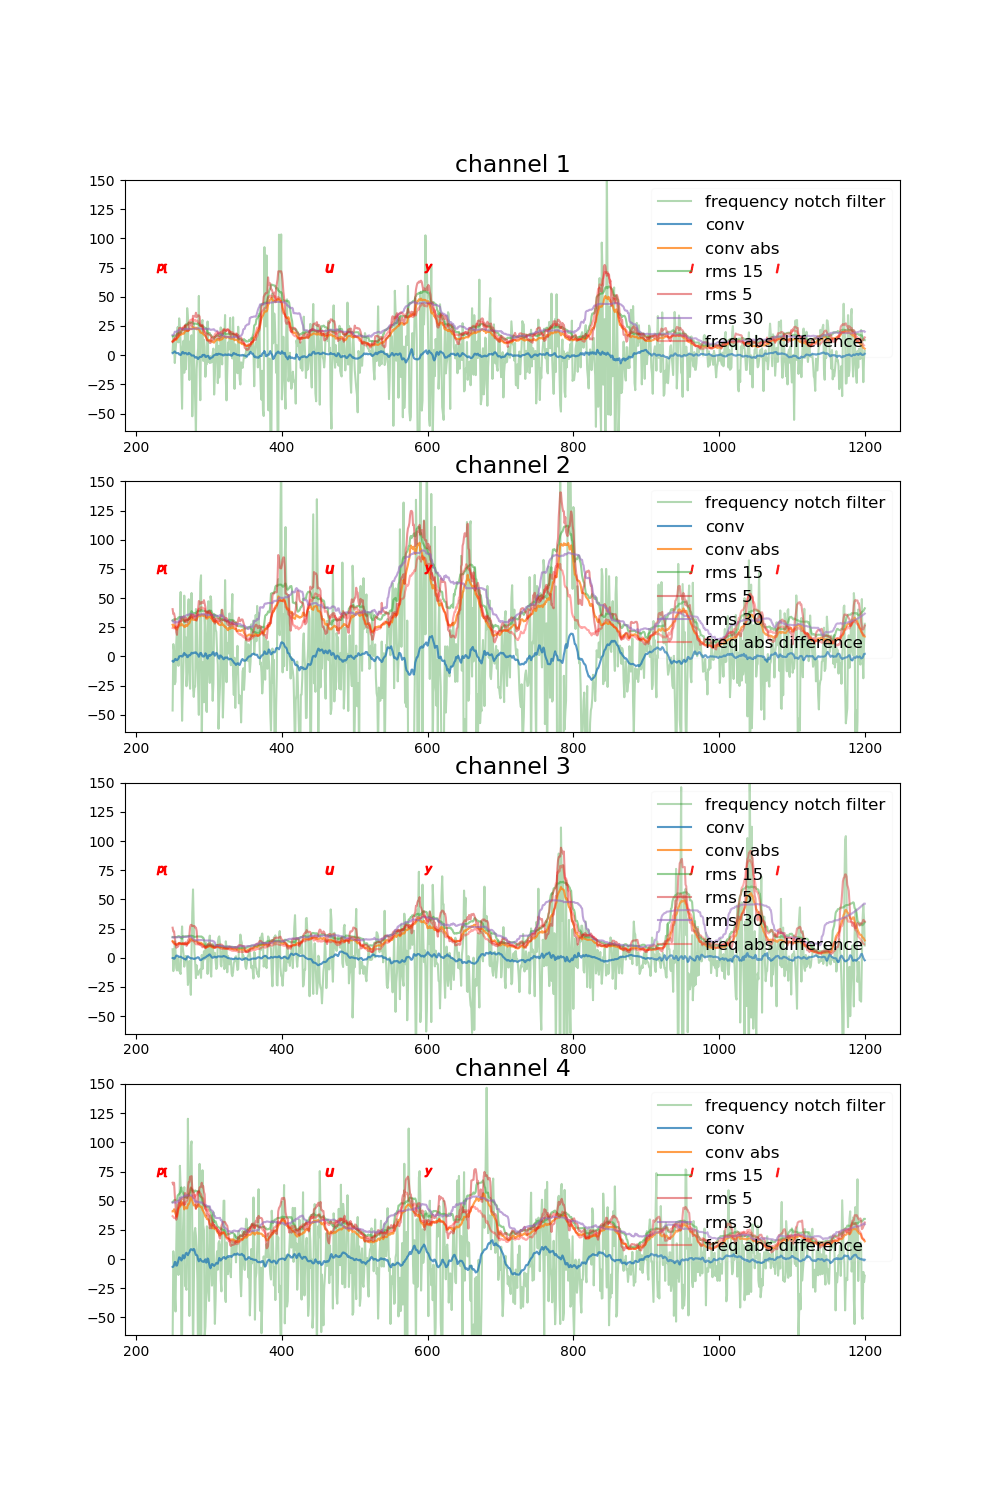 channel 1
150
125
100
75
50
25
0
−25
−50
frequency notch filter
conv
conv abs
rms 15
rms 5
rms 30
freq abs difference
u
y
200 400 600 800 1000 1200
channel 2
150
125
100
75
50
25
0
−25
−50
frequency notch filter
conv
conv abs
rms 15
rms 5
rms 30
freq abs difference
u
y
200 400 600 800 1000 1200
channel 3
150
125
100
75
50
25
0
−25
−50
frequency notch filter
conv
conv abs
rms 15
rms 5
rms 30
freq abs difference
u
y
200 400 600 800 1000 1200
channel 4
150
125
100
75
50
25
0
−25
−50
frequency notch filter
conv
conv abs
rms 15
rms 5
rms 30
freq abs difference
u
y
200 400 600 800 1000 1200